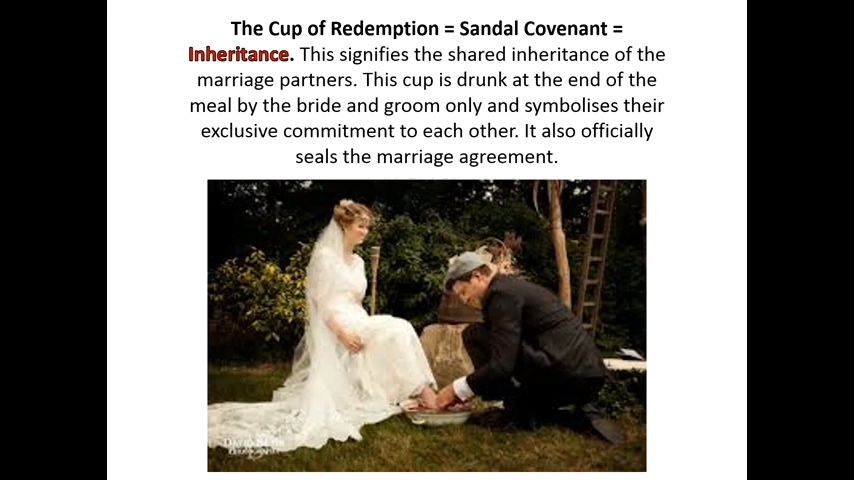 The Cup of Redemption = Sandal Covenant =
Inheritance. This signifies the shared inheritance of the
marriage partners. This cup is drunk at the end of the
meal by the bride and groom only and symbolises their
exclusive commitment to each other. It also officially
seals the marriage agreement.